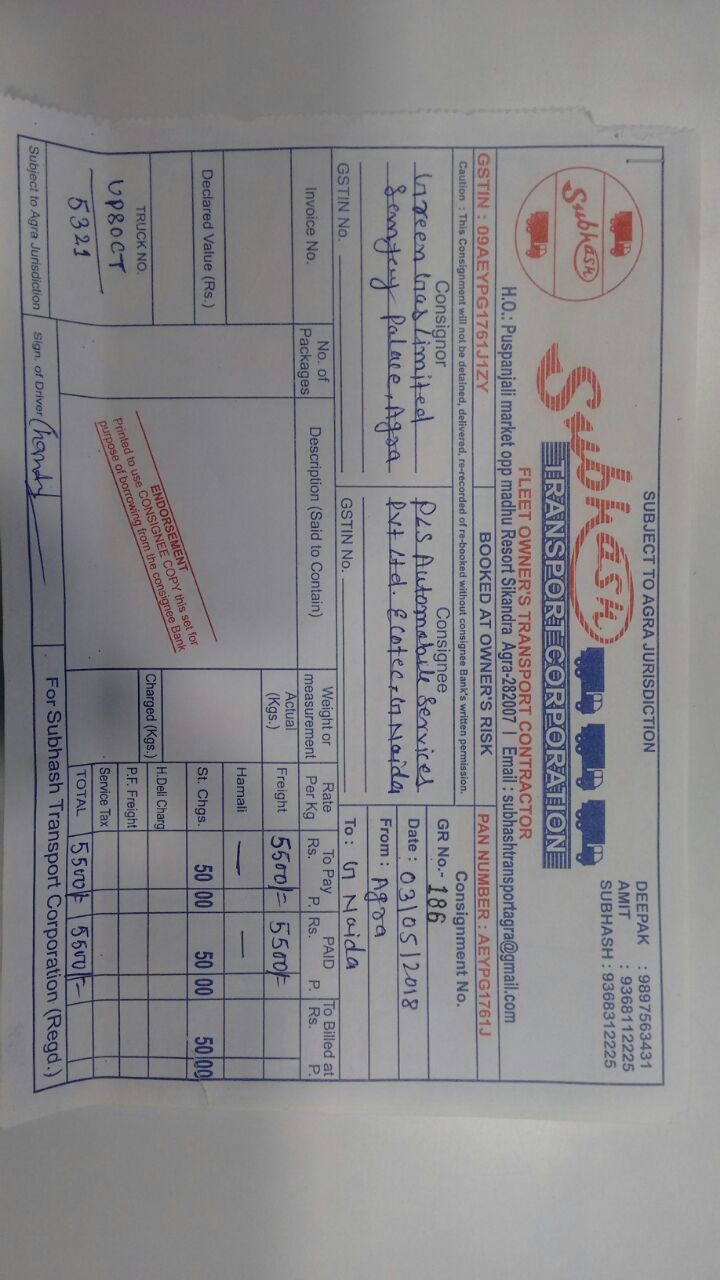 SUBJECT TO AGRA JURISDICTION
DEEPAK : 9897563431
AMIT : 9368112225
SUBHASH : 9368312225
Subhash
Subhash
TRANSPORT CORPORATION
FLEET OWNER'S TRANSPORT CONTRACTOR
H.O.: Puspanjali market opp madhu Resort Sikandra Agra-282007 | Email : subhashtransportagra@gmail.com
GSTIN : 09AEYPG1761J1ZY BOOKED AT OWNER'S RISK PAN NUMBER : AEYPG1761J
Caution : This Consignment will not be detained, delivered, re-recorded of re-booked without consignee Bank's written permission.
Consignor
Green Gas Limited
Palace, Agra
GSTIN No.
Consignee
PLS Automobile Services
Pvt Ltd. Ecotec, G Noida
GSTIN No.
Consignment No.
GR No.- 186
Date : 03/05/2018
From : Agra
To : G Noida
Invoice No. No. of Packages Description (Said to Contain) Weight or measurement Rate Per Kg To Pay Rs. P. PAID Rs. P. To Billed at Rs. P.
Actual (Kgs.) Freight 5500/= 5500/=
Hamali — —
Declared Value (Rs.) St. Chgs. 50 00 50 00 50 00
Charged (Kgs.) H.Deli Charg
P.F. Freight
Service Tax
TOTAL 5500/= 5500/=
TRUCK NO.
UP80CT
5321
ENDORSEMENT
Printed to use CONSIGNEE COPY this set for
purpose of borrowing from the consignee Bank
Subject to Agra Jurisdiction Sign. of Driver For Subhash Transport Corporation (Regd.)